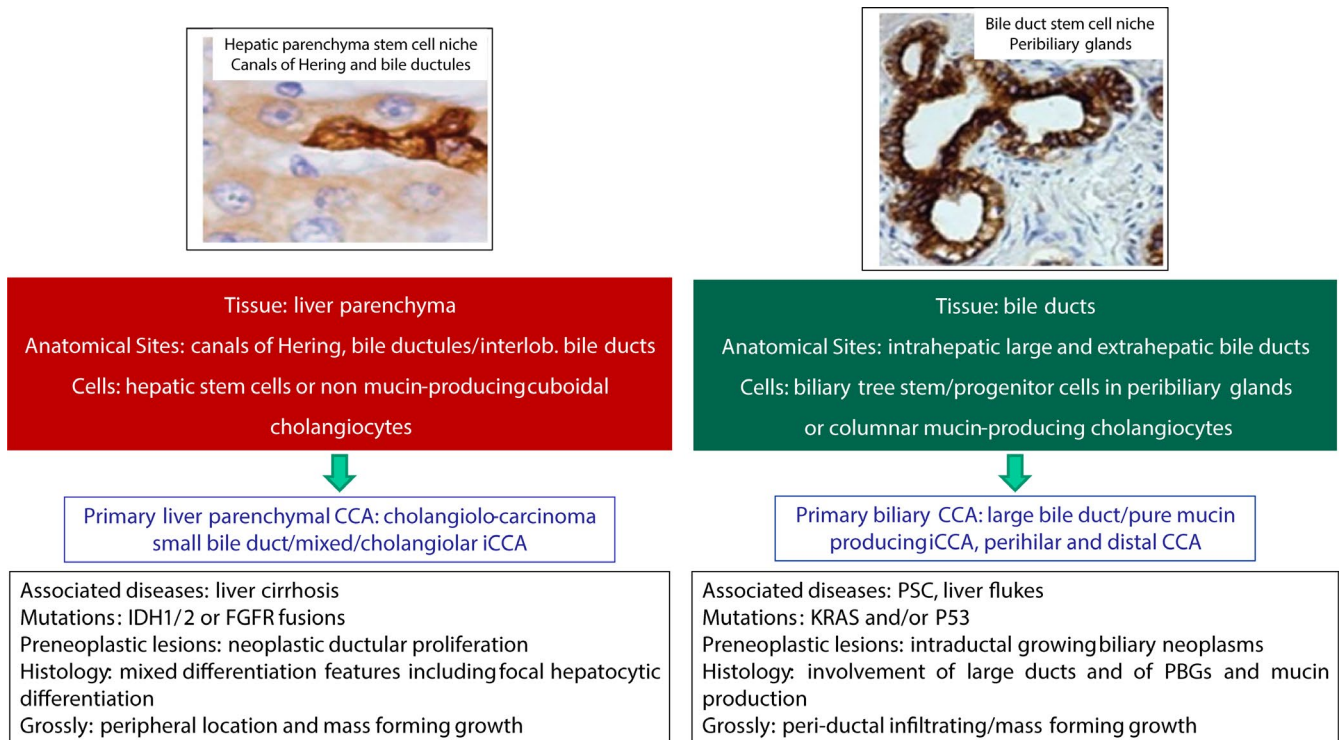 Hepatic parenchyma stem cell niche
Canals of Hering and bile ductules
Tissue: liver parenchyma
Anatomical Sites: canals of Hering, bile ductules/interlob. bile ducts
Cells: hepatic stem cells or non mucin-producing cuboidal
cholangiocytes
Primary liver parenchymal CCA: cholangiolo-carcinoma
small bile duct/mixed/cholangiolar iCCA
Associated diseases: liver cirrhosis
Mutations: IDH1/2 or FGFR fusions
Preneoplastic lesions: neoplastic ductular proliferation
Histology: mixed differentiation features including focal hepatocytic
differentiation
Grossly: peripheral location and mass forming growth
Bile duct stem cell niche
Peribiliary glands
Tissue: bile ducts
Anatomical Sites: intrahepatic large and extrahepatic bile ducts
Cells: biliary tree stem/progenitor cells in peribiliary glands
or columnar mucin-producing cholangiocytes
Primary biliary CCA: large bile duct/pure mucin
producing iCCA, perihilar and distal CCA
Associated diseases: PSC, liver flukes
Mutations: KRAS and/or P53
Preneoplastic lesions: intraductal growing biliary neoplasms
Histology: involvement of large ducts and of PBGs and mucin
production
Grossly: peri-ductal infiltrating/mass forming growth